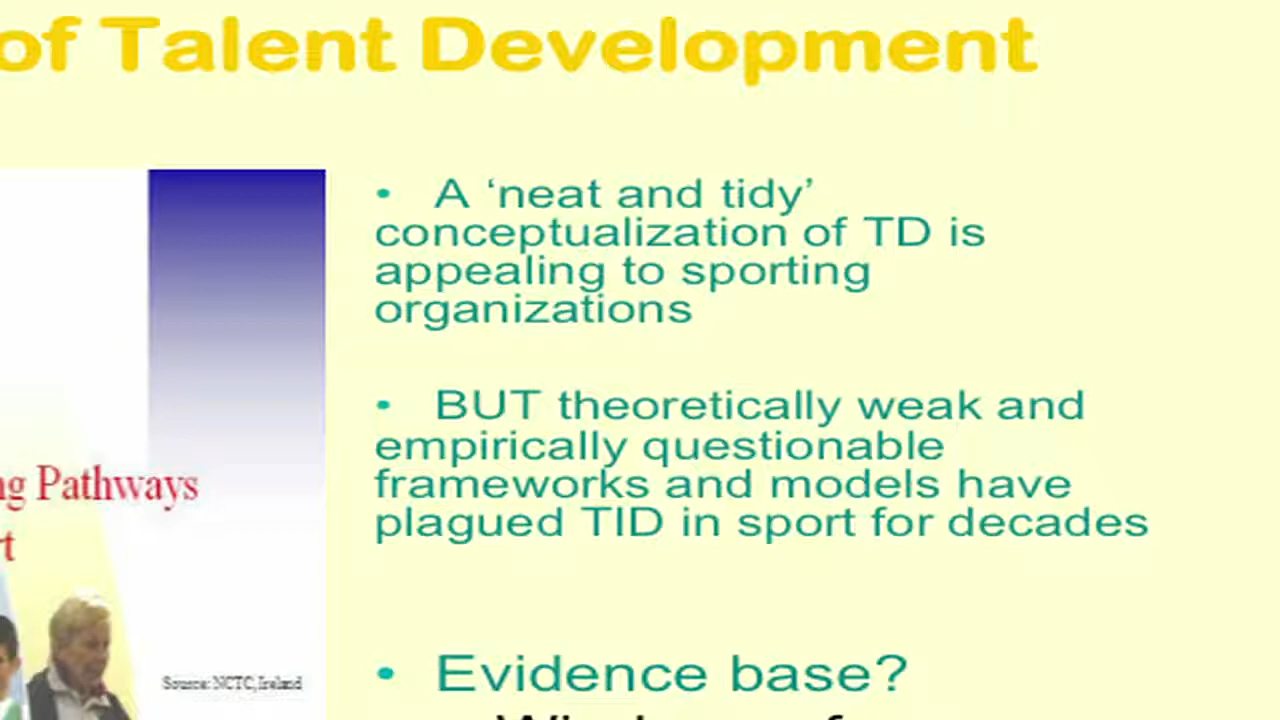 of Talent Development
• A ‘neat and tidy’
conceptualization of TD is
appealing to sporting
organizations
• BUT theoretically weak and
empirically questionable
frameworks and models have
plagued TID in sport for decades
Pathways
Source: NCTC, Ireland
• Evidence base?